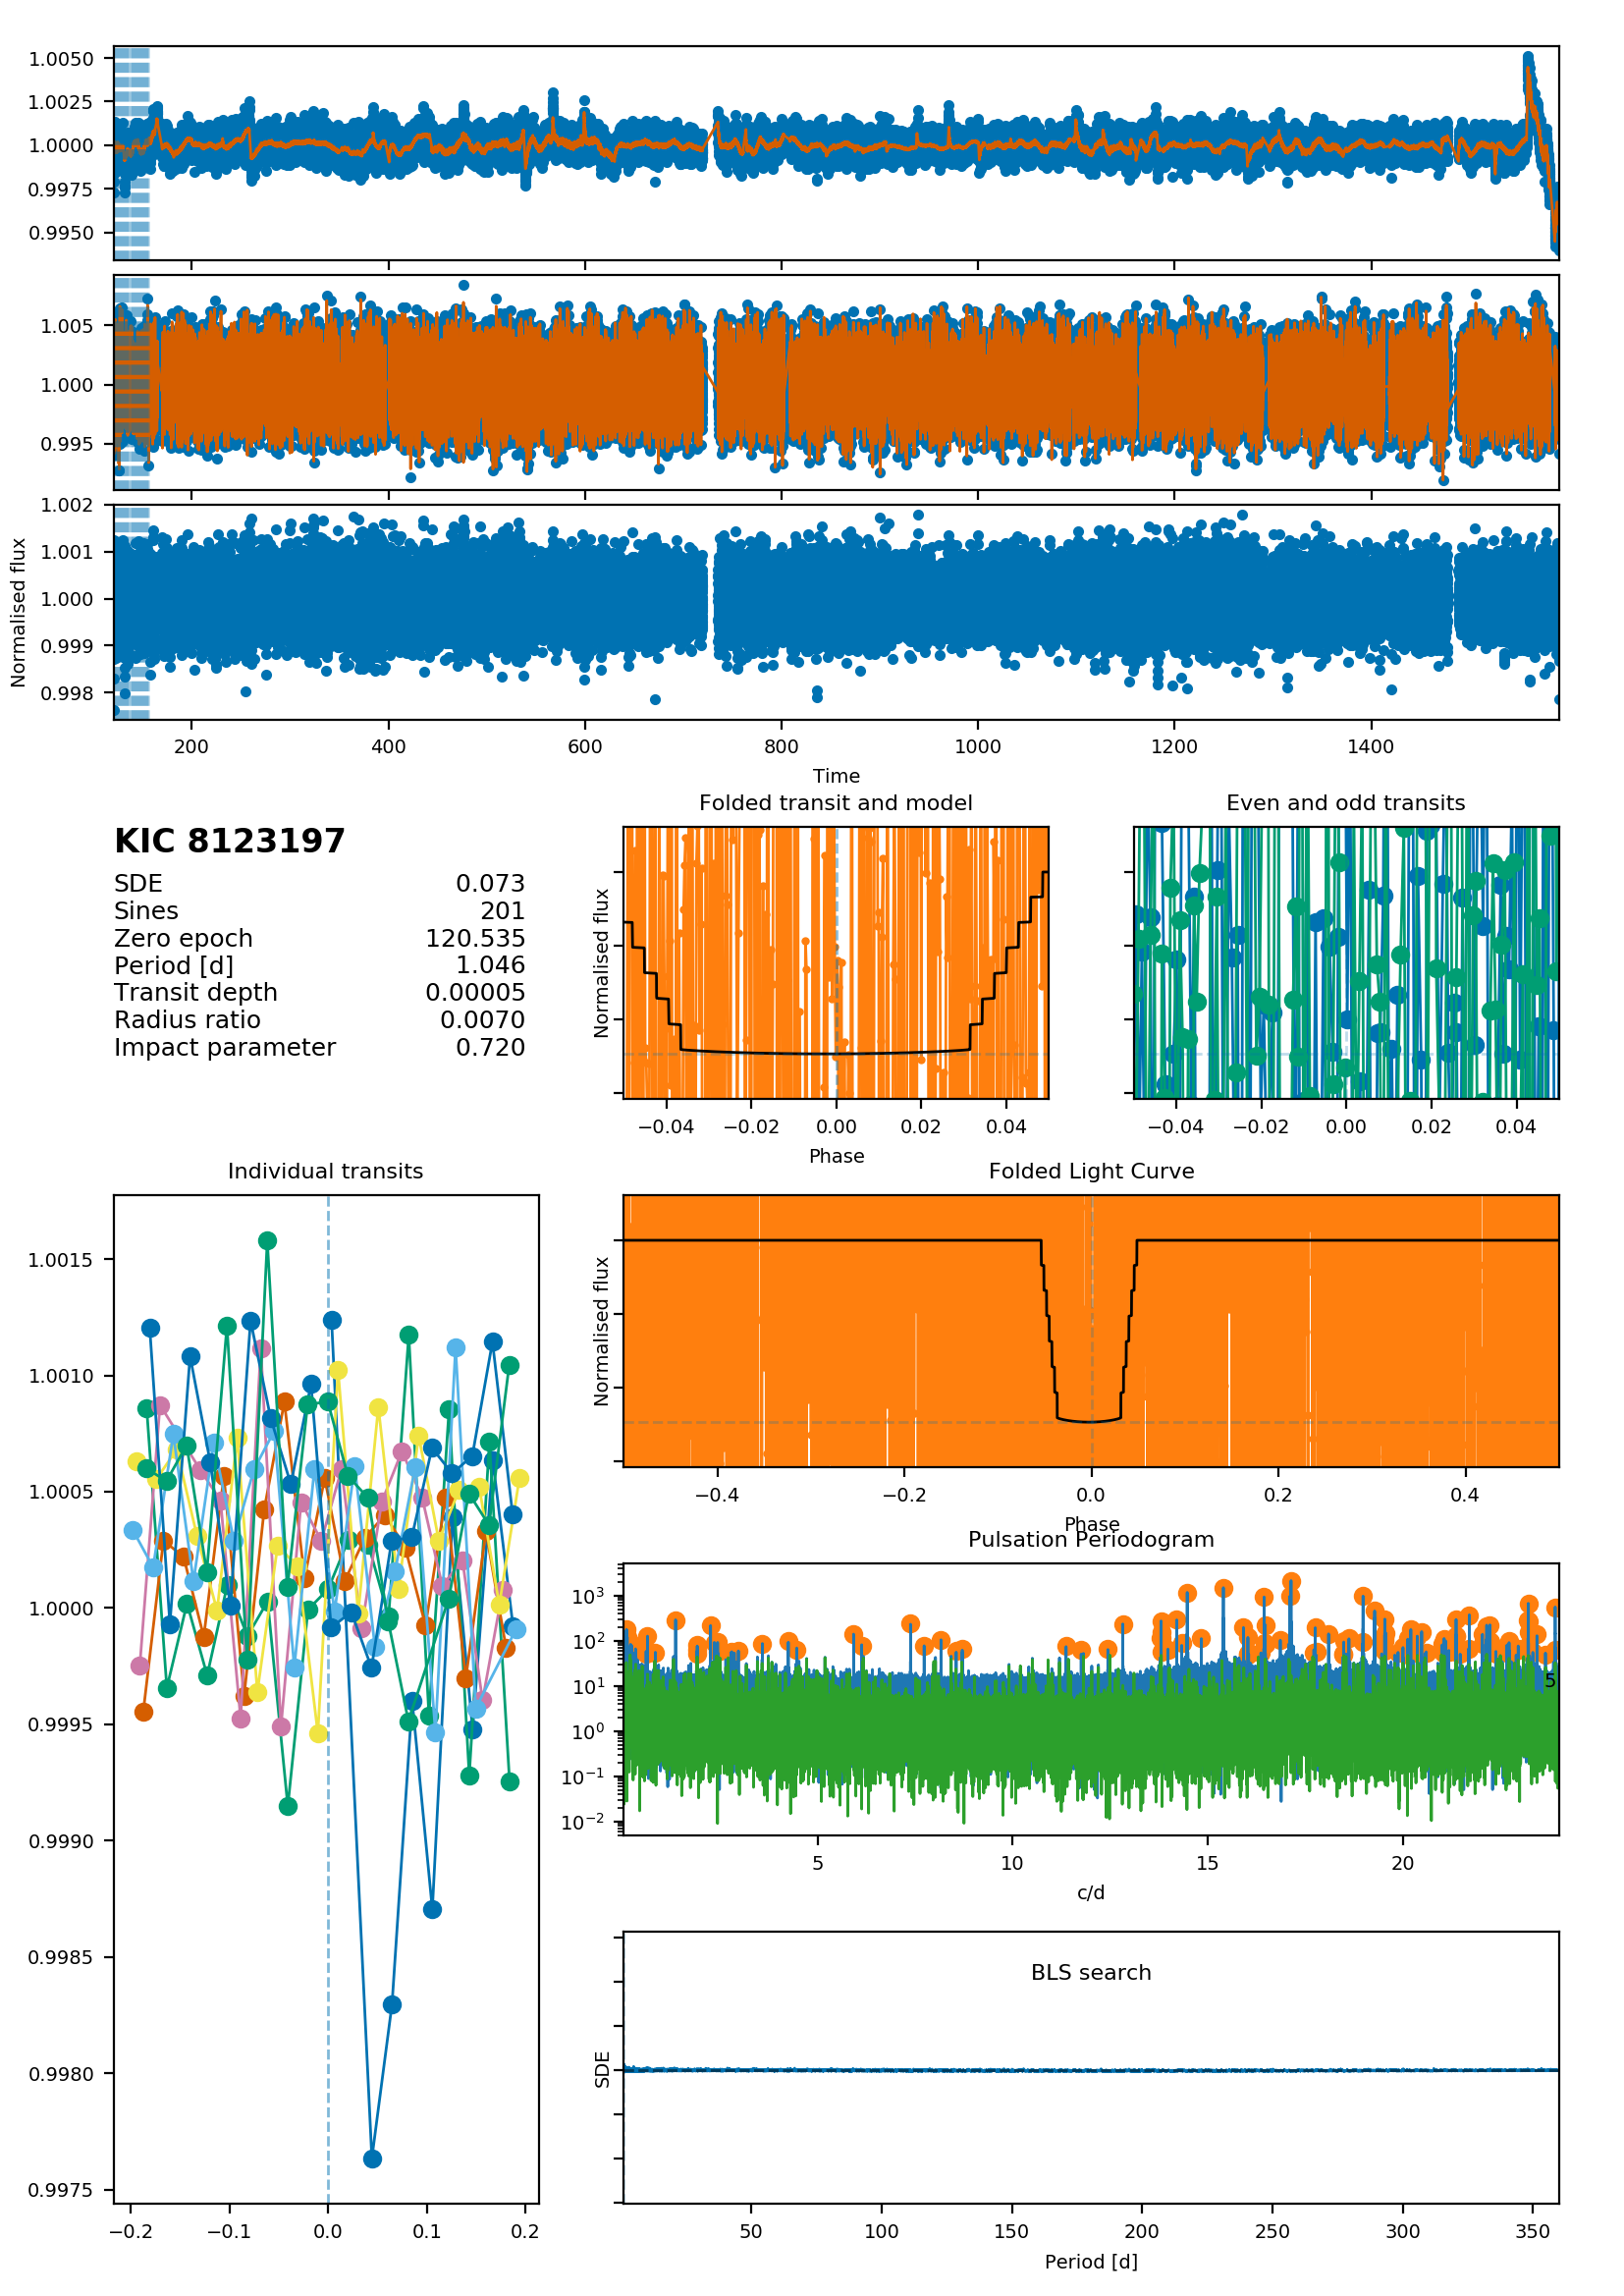 1.0050
1.0025
1.0000
0.9975
0.9950
1.005
1.000
0.995
1.002
1.001
1.000
0.999
0.998
Normalised flux
200 400 600 800 1000 1200 1400
Time
KIC 8123197
SDE 0.073
Sines 201
Zero epoch 120.535
Period [d] 1.046
Transit depth 0.00005
Radius ratio 0.0070
Impact parameter 0.720
Folded transit and model
Normalised flux
−0.04 −0.02 0.00 0.02 0.04
Phase
Even and odd transits
−0.04 −0.02 0.00 0.02 0.04
Individual transits
1.0015
1.0010
1.0005
1.0000
0.9995
0.9990
0.9985
0.9980
0.9975
−0.2 −0.1 0.0 0.1 0.2
Folded Light Curve
Normalised flux
−0.4 −0.2 0.0 0.2 0.4
Phase
Pulsation Periodogram
10³
10²
10¹
10⁰
10⁻¹
10⁻²
5
5 10 15 20
c/d
BLS search
SDE
50 100 150 200 250 300 350
Period [d]